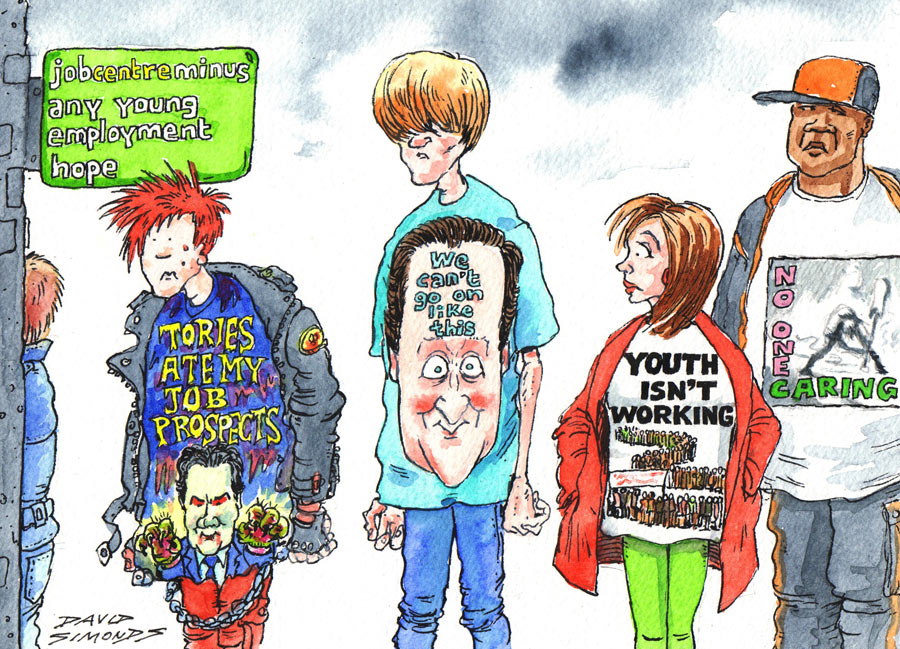 jobcentreminus
any young
employment
hope
TORIES
ATE MY
JOB
PROSPECTS
We
can't
go on
like
this
YOUTH
ISN'T
WORKING
NO ONE
CARING
DAVID
SIMONDS